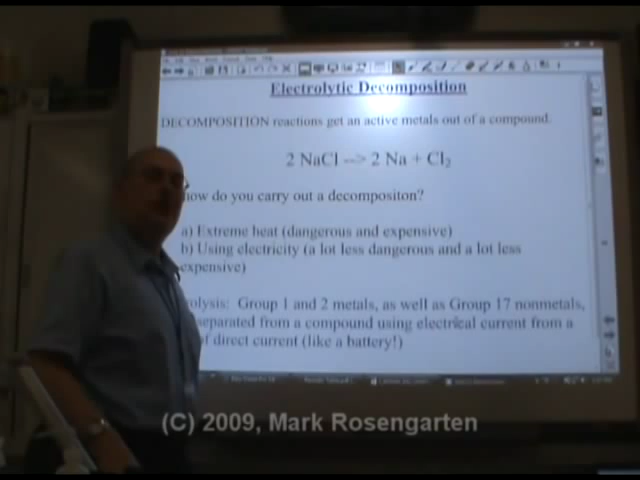 Electrolytic Decomposition
DECOMPOSITION reactions get an active metals out of a compound.
2 NaCl --> 2 Na + Cl₂
how do you carry out a decompositon?
a) Extreme heat (dangerous and expensive)
b) Using electricity (a lot less dangerous and a lot less
expensive)
rolysis: Group 1 and 2 metals, as well as Group 17 nonmetals,
separated from a compound using electrical current from a
of direct current (like a battery!)
(C) 2009, Mark Rosengarten